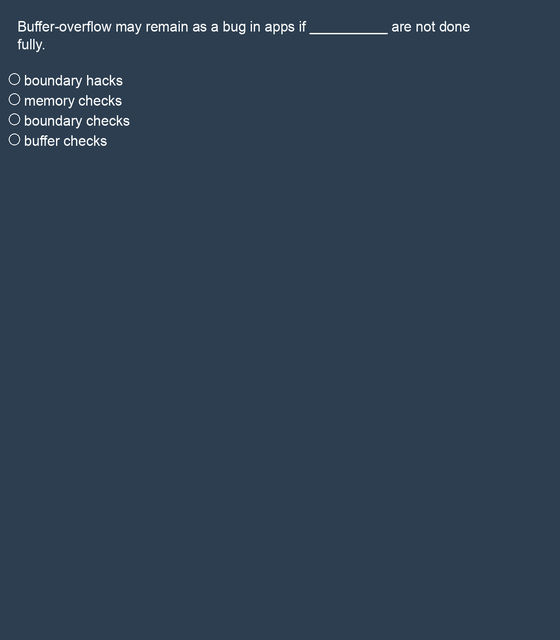 Buffer-overflow may remain as a bug in apps if __________ are not done
fully.
boundary hacks
memory checks
boundary checks
buffer checks